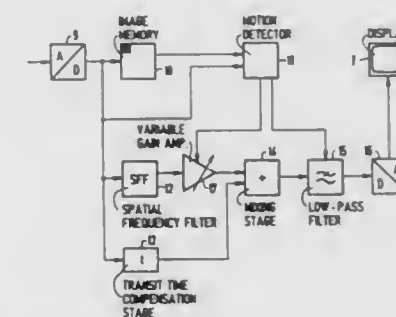 IMAGE
MEMORY
MOTION
DETECTOR
DISPLAY
9
A
D
10
11
7
VARIABLE
GAIN AMP.
14
15
16
SFF
12
17
+
D
A
SPATIAL
FREQUENCY FILTER
MIXING
STAGE
LOW-PASS
FILTER
13
t
TRANSIT TIME
COMPENSATION
STAGE